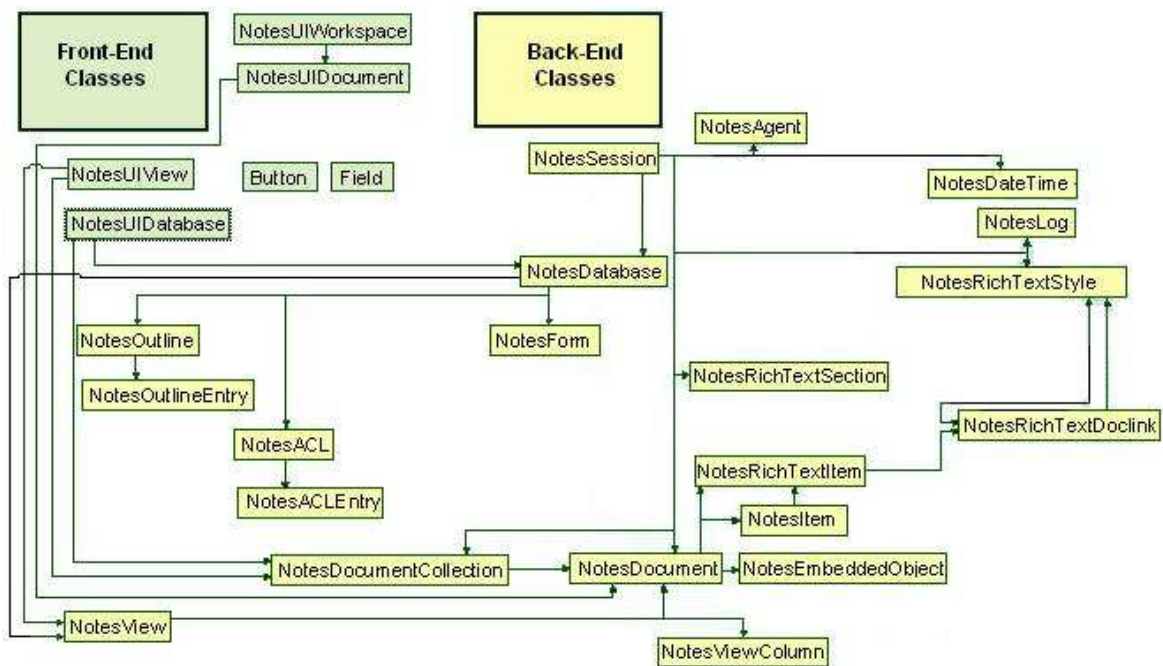 Front-End
Classes
NotesUIWorkspace
NotesUIDocument
Back-End
Classes
NotesAgent
NotesSession
NotesUIView
Button
Field
NotesDateTime
NotesUIDatabase
NotesLog
NotesDatabase
NotesRichTextStyle
NotesOutline
NotesForm
NotesRichTextSection
NotesOutlineEntry
NotesRichTextDoclink
NotesACL
NotesRichTextItem
NotesACLEntry
NotesItem
NotesDocumentCollection
NotesDocument
NotesEmbeddedObject
NotesView
NotesViewColumn